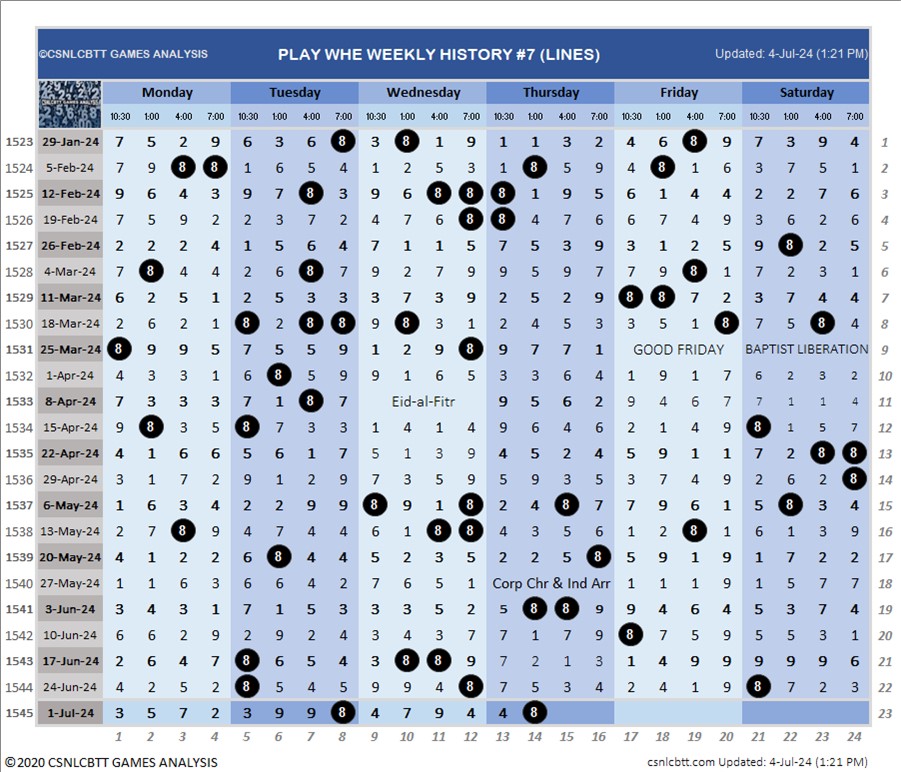 ©CSNLCBTT GAMES ANALYSIS PLAY WHE WEEKLY HISTORY #7 (LINES) Updated: 4-Jul-24 (1:21 PM)
Monday Tuesday Wednesday Thursday Friday Saturday
10:30 1:00 4:00 7:00 10:30 1:00 4:00 7:00 10:30 1:00 4:00 7:00 10:30 1:00 4:00 7:00 10:30 1:00 4:00 7:00 10:30 1:00 4:00 7:00
1523 29-Jan-24 7 5 2 9 6 3 6 8 3 8 1 9 1 1 3 2 4 6 8 9 7 3 9 4 1
1524 5-Feb-24 7 9 8 8 1 6 5 4 1 2 5 3 1 8 5 9 4 8 1 6 3 7 5 1 2
1525 12-Feb-24 9 6 4 3 9 7 8 3 9 6 8 8 8 1 9 5 6 1 4 4 2 2 7 6 3
1526 19-Feb-24 7 5 9 2 2 3 7 2 4 7 6 8 8 4 7 6 6 7 4 9 3 6 2 6 4
1527 26-Feb-24 2 2 2 4 1 5 6 4 7 1 1 5 7 5 3 9 3 1 2 5 9 8 2 5 5
1528 4-Mar-24 7 8 4 4 2 6 8 7 9 2 7 9 9 5 9 7 7 9 8 1 7 2 3 1 6
1529 11-Mar-24 6 2 5 1 2 5 3 3 3 7 3 9 2 5 2 9 8 8 7 2 3 7 4 4 7
1530 18-Mar-24 2 6 2 1 8 2 8 8 9 8 3 1 2 4 5 3 3 5 1 8 7 5 8 4 8
1531 25-Mar-24 8 9 9 5 7 5 5 9 1 2 9 8 9 7 7 1 GOOD FRIDAY BAPTIST LIBERATION 9
1532 1-Apr-24 4 3 3 1 6 8 5 9 9 1 6 5 3 3 6 4 1 9 1 7 6 2 3 2 10
1533 8-Apr-24 7 3 3 3 7 1 8 7 Eid-al-Fitr 9 5 6 2 9 4 6 7 7 1 1 4 11
1534 15-Apr-24 9 8 3 5 8 7 3 3 1 4 1 4 9 6 4 6 1 7 4 9 8 1 5 7 12
1535 22-Apr-24 4 1 6 6 5 6 1 7 5 1 3 9 4 5 2 4 5 9 1 1 7 2 8 8 13
1536 29-Apr-24 3 1 7 2 9 1 2 9 7 3 5 9 5 9 3 5 3 7 4 9 2 6 2 8 14
1537 6-May-24 1 6 3 4 2 2 9 9 8 9 1 8 2 4 8 7 7 9 6 1 5 8 3 4 15
1538 13-May-24 2 7 8 9 4 7 4 4 6 1 8 8 4 3 5 6 1 2 8 9 6 1 3 9 16
1539 20-May-24 4 1 2 2 6 8 4 4 5 2 3 5 2 2 5 8 5 9 1 9 1 7 2 2 17
1540 27-May-24 1 1 6 3 6 6 4 2 7 6 5 1 Corp Chr & Ind Arr 1 1 1 9 1 5 7 7 18
1541 3-Jun-24 3 4 3 1 7 1 5 3 3 3 5 2 5 8 8 9 9 4 6 4 5 3 7 4 19
1542 10-Jun-24 6 6 2 9 2 9 2 4 3 4 3 7 7 1 7 9 8 7 5 9 5 5 3 1 20
1543 17-Jun-24 2 6 4 7 8 6 5 4 3 8 8 9 7 2 1 3 1 4 9 9 9 9 9 6 21
1544 24-Jun-24 4 2 5 2 8 5 4 5 9 9 4 8 7 5 3 4 2 4 1 9 8 7 2 3 22
1545 1-Jul-24 3 5 7 2 3 9 9 8 4 7 9 4 4 8 23
1 2 3 4 5 6 7 8 9 10 11 12 13 14 15 16 17 18 19 20 21 22 23 24
©2020 CSNLCBTT GAMES ANALYSIS csnlcbtt.com Updated: 4-Jul-24 (1:21 PM)